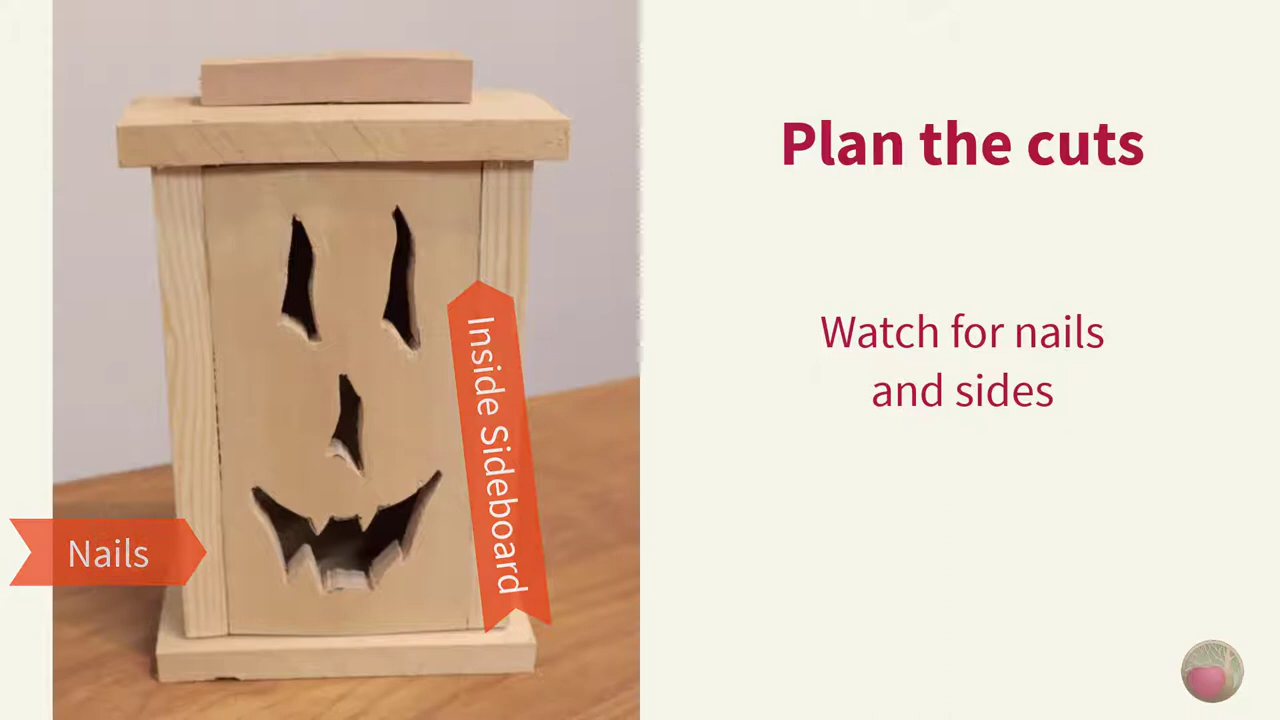 Plan the cuts
Watch for nails
and sides
Inside Sideboard
Nails